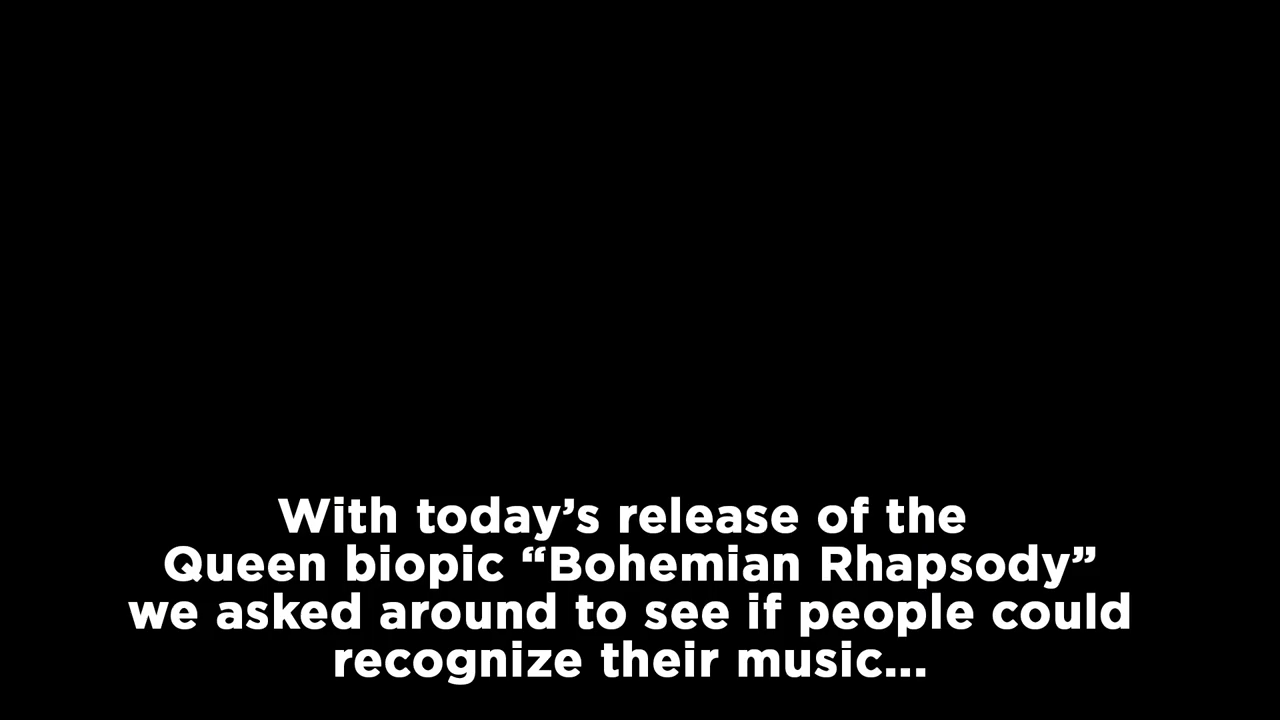 With today’s release of the
Queen biopic “Bohemian Rhapsody”
we asked around to see if people could
recognize their music...